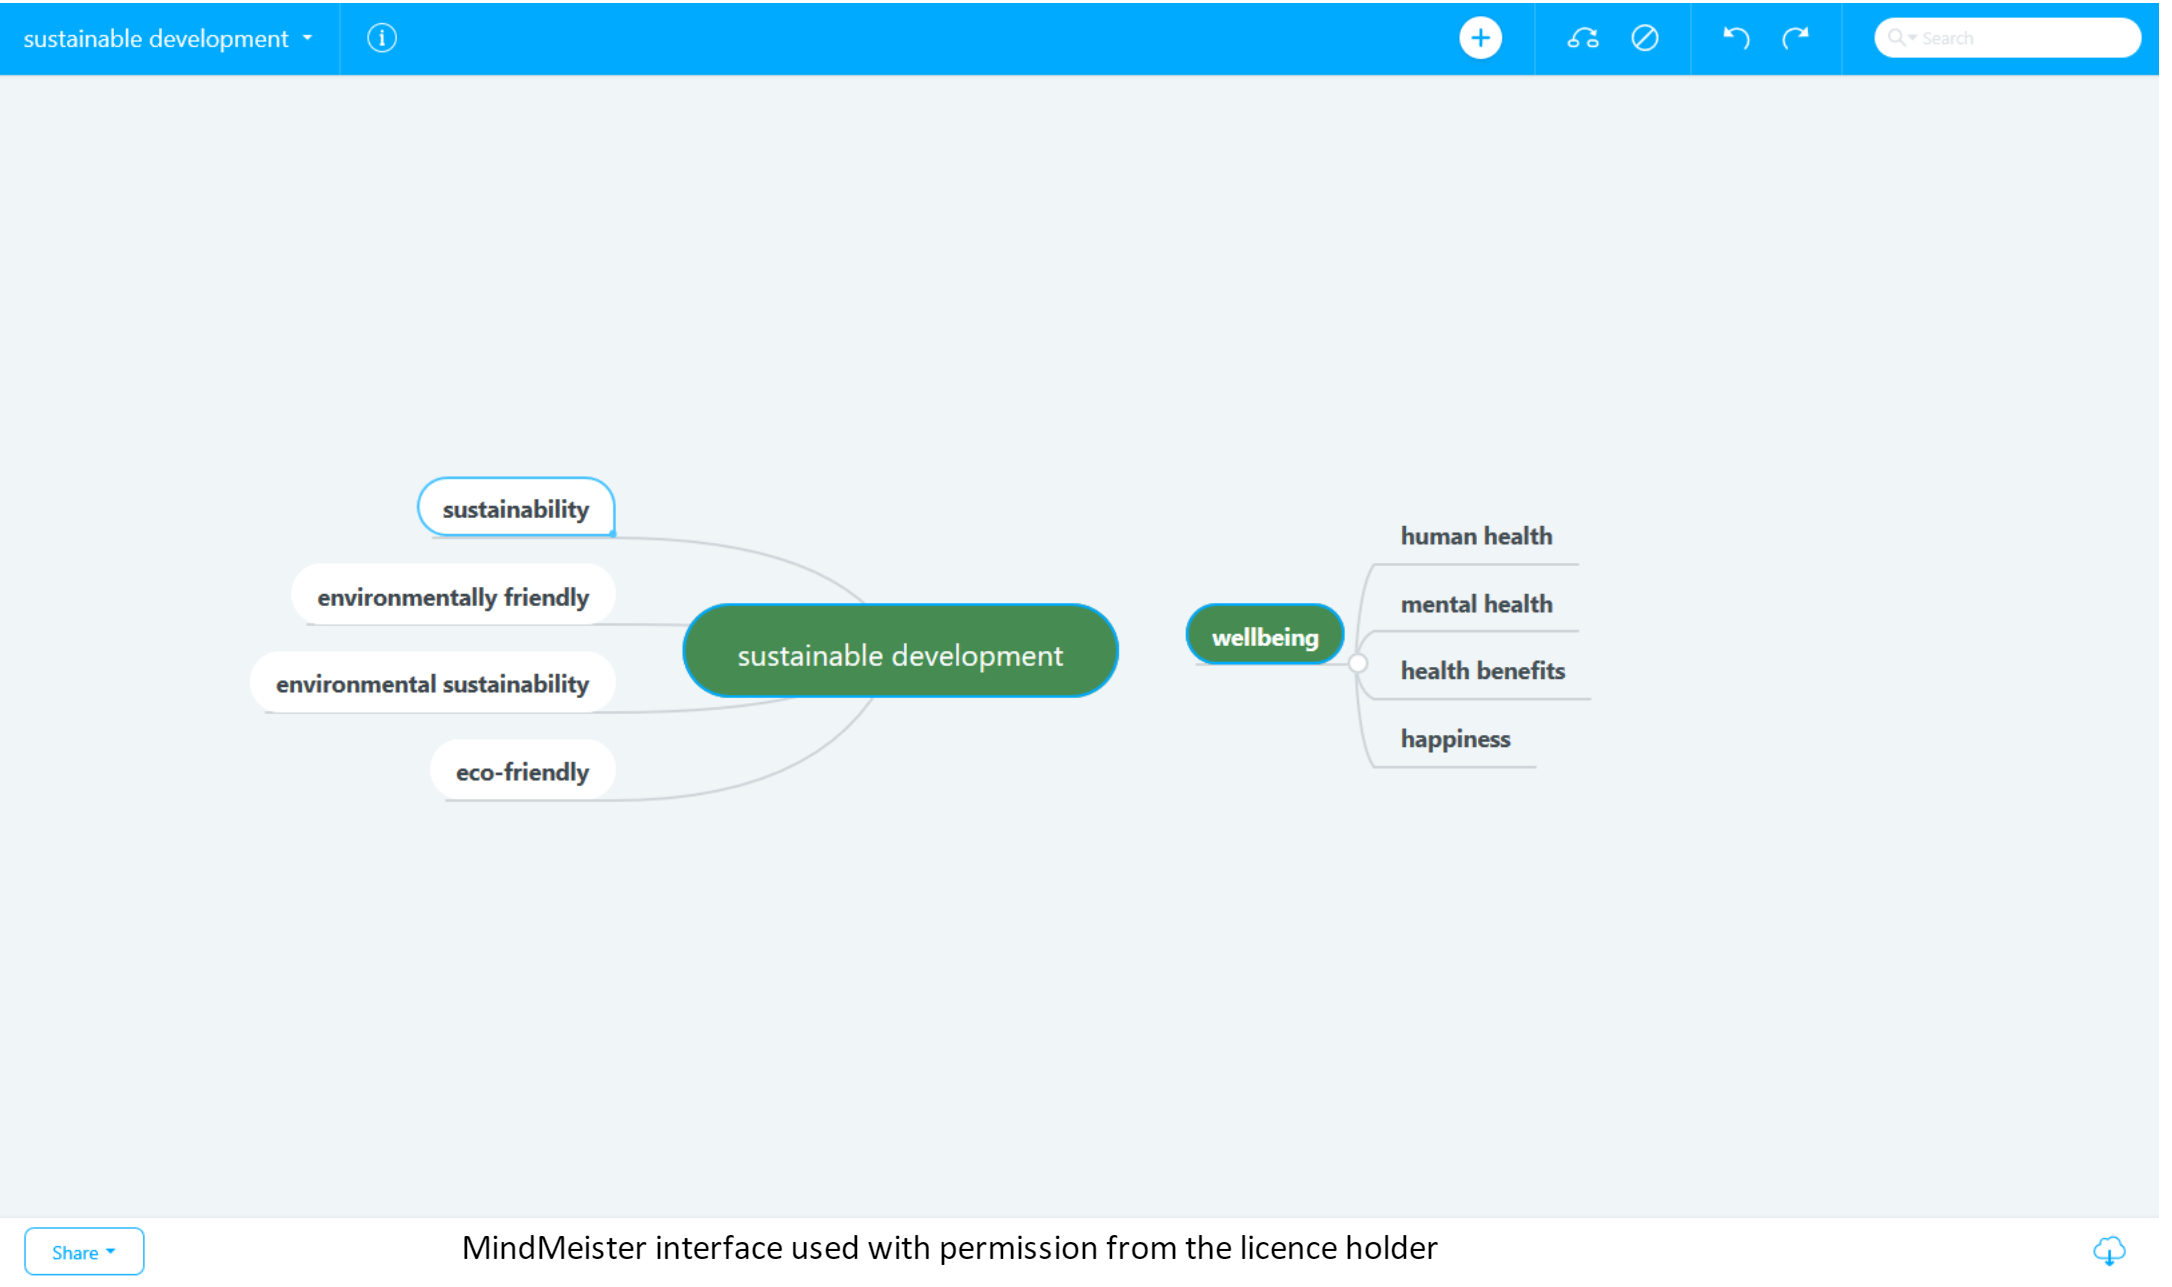 sustainable development
Search
sustainability
environmentally friendly
environmental sustainability
eco-friendly
sustainable development
wellbeing
human health
mental health
health benefits
happiness
Share
MindMeister interface used with permission from the licence holder